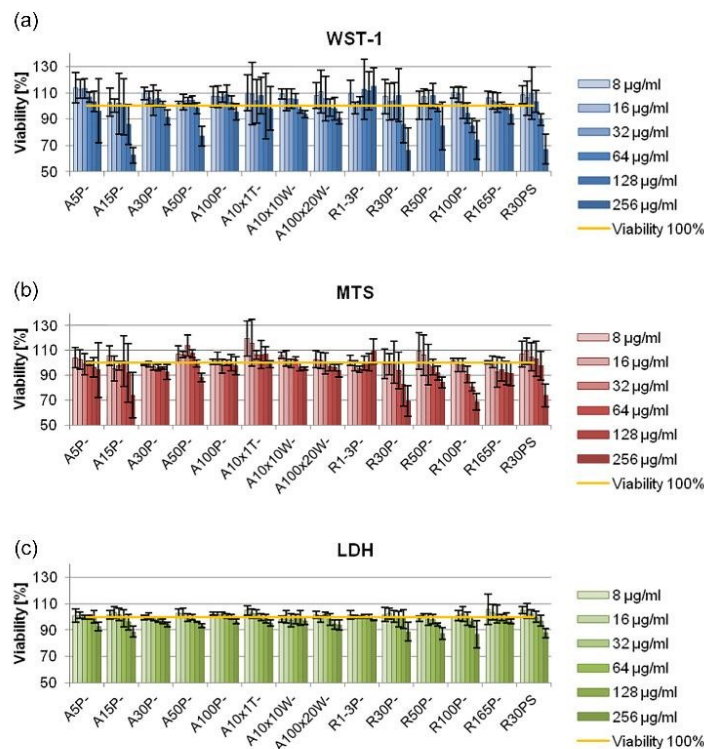 (a)
WST-1
Viability [%]
130
110
90
70
50
A5P-
A15P-
A30P-
A50P-
A100P-
A10x1T-
A10x10W-
A100x20W-
R1-3P-
R30P-
R50P-
R100P-
R165P-
R30PS
8 µg/ml
16 µg/ml
32 µg/ml
64 µg/ml
128 µg/ml
256 µg/ml
Viability 100%
(b)
MTS
Viability [%]
130
110
90
70
50
A5P-
A15P-
A30P-
A50P-
A100P-
A10x1T-
A10x10W-
A100x20W-
R1-3P-
R30P-
R50P-
R100P-
R165P-
R30PS
8 µg/ml
16 µg/ml
32 µg/ml
64 µg/ml
128 µg/ml
256 µg/ml
Viability 100%
(c)
LDH
Viability [%]
130
110
90
70
50
A5P-
A15P-
A30P-
A50P-
A100P-
A10x1T-
A10x10W-
A100x20W-
R1-3P-
R30P-
R50P-
R100P-
R165P-
R30PS
8 µg/ml
16 µg/ml
32 µg/ml
64 µg/ml
128 µg/ml
256 µg/ml
Viability 100%